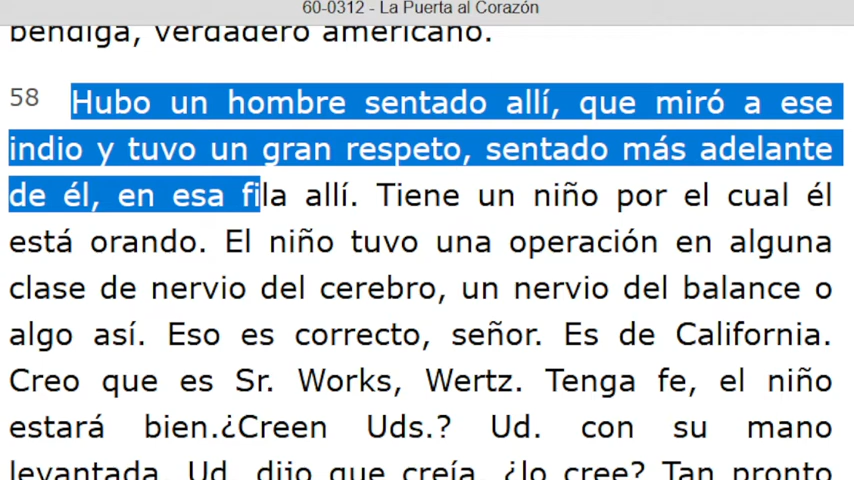 60-0312 - La Puerta al Corazón
bendiga, verdadero americano.
58 Hubo un hombre sentado allí, que miró a ese
indio y tuvo un gran respeto, sentado más adelante
de él, en esa fila allí. Tiene un niño por el cual él
está orando. El niño tuvo una operación en alguna
clase de nervio del cerebro, un nervio del balance o
algo así. Eso es correcto, señor. Es de California.
Creo que es Sr. Works, Wertz. Tenga fe, el niño
estará bien.¿Creen Uds.? Ud. con su mano
levantada. Ud. dijo que creía, ¿lo cree? Tan pronto